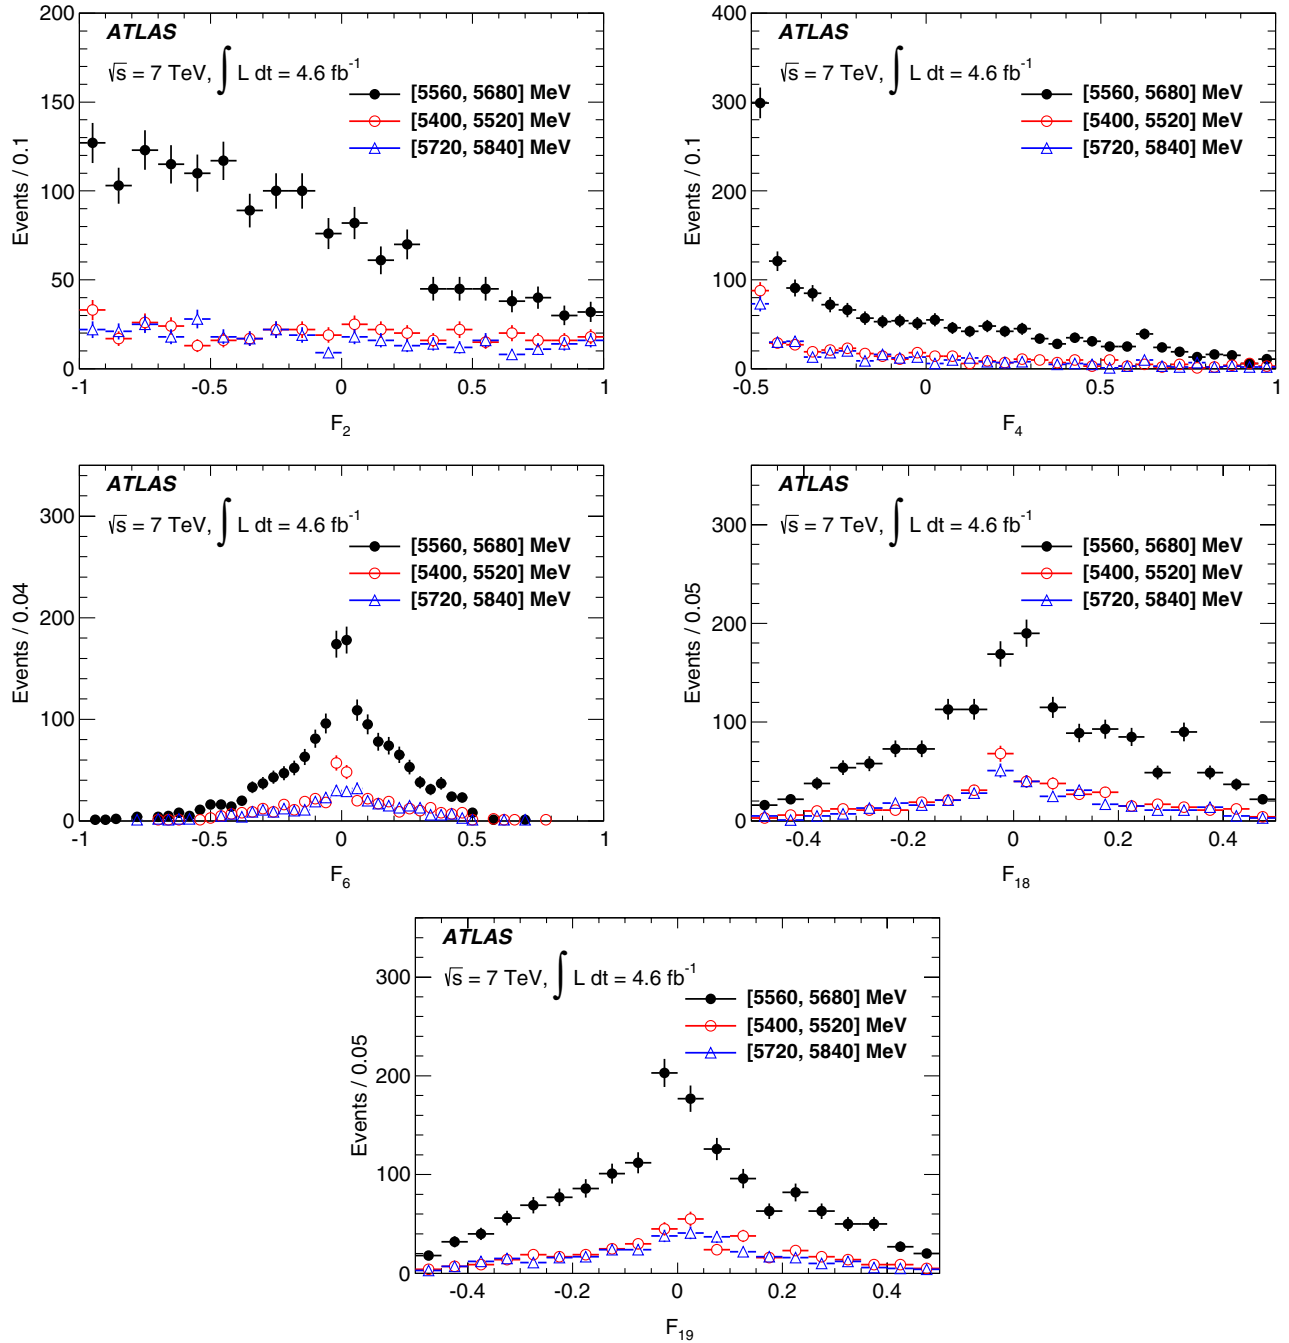 ATLAS
√s = 7 TeV, ∫ L dt = 4.6 fb⁻¹
[5560, 5680] MeV
[5400, 5520] MeV
[5720, 5840] MeV
Events / 0.1
200
150
100
50
0
-1 -0.5 0 0.5 1
F₂
ATLAS
√s = 7 TeV, ∫ L dt = 4.6 fb⁻¹
[5560, 5680] MeV
[5400, 5520] MeV
[5720, 5840] MeV
Events / 0.1
400
300
200
100
0
-0.5 0 0.5 1
F₄
ATLAS
√s = 7 TeV, ∫ L dt = 4.6 fb⁻¹
[5560, 5680] MeV
[5400, 5520] MeV
[5720, 5840] MeV
Events / 0.04
300
200
100
0
-1 -0.5 0 0.5 1
F₆
ATLAS
√s = 7 TeV, ∫ L dt = 4.6 fb⁻¹
[5560, 5680] MeV
[5400, 5520] MeV
[5720, 5840] MeV
Events / 0.05
300
200
100
0
-0.4 -0.2 0 0.2 0.4
F₁₈
ATLAS
√s = 7 TeV, ∫ L dt = 4.6 fb⁻¹
[5560, 5680] MeV
[5400, 5520] MeV
[5720, 5840] MeV
Events / 0.05
300
200
100
0
-0.4 -0.2 0 0.2 0.4
F₁₉